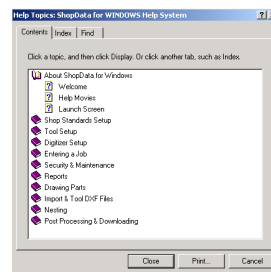 Help Topics: ShopData for WINDOWS Help System
Contents Index Find
Click a topic, and then click Display. Or click another tab, such as Index.
About ShopData for Windows
Welcome
Help Movies
Launch Screen
Shop Standards Setup
Tool Setup
Digitizer Setup
Entering a Job
Security & Maintenance
Reports
Drawing Parts
Import & Tool DXF Files
Nesting
Post Processing & Downloading
Close Print... Cancel